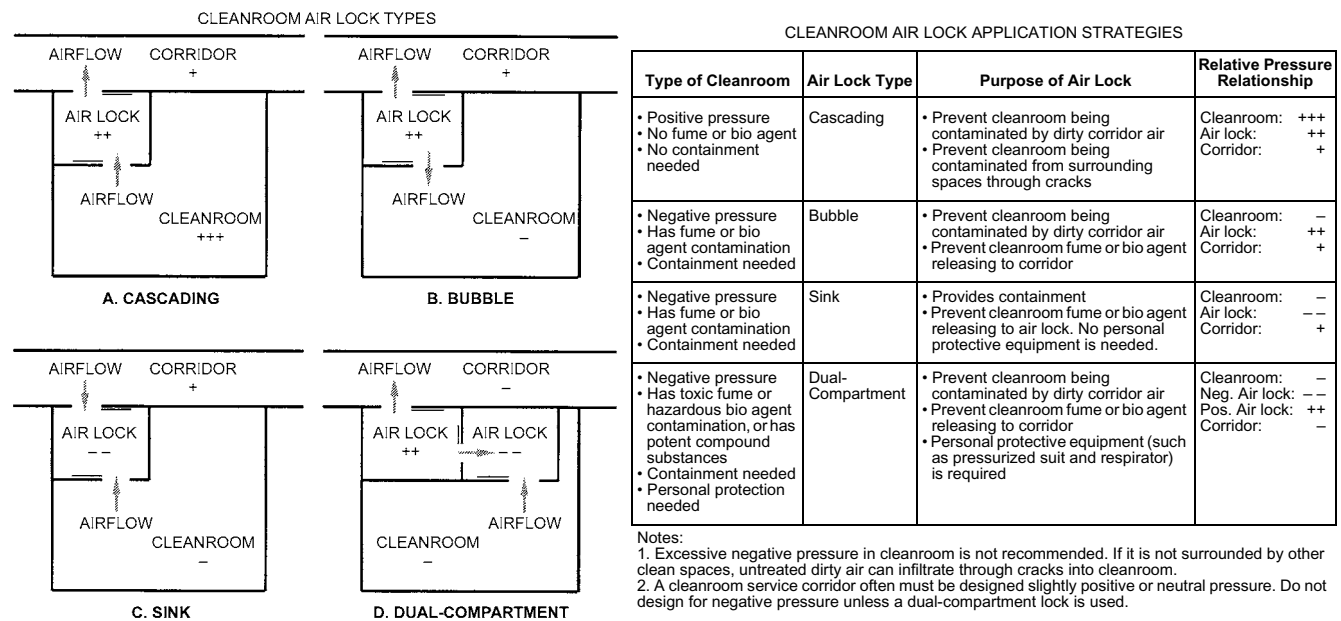 CLEANROOM AIR LOCK TYPES
AIRFLOW
CORRIDOR
+
AIR LOCK
++
AIRFLOW
CLEANROOM
+++
A. CASCADING
AIRFLOW
CORRIDOR
+
AIR LOCK
++
AIRFLOW
CLEANROOM
–
B. BUBBLE
AIRFLOW
CORRIDOR
+
AIR LOCK
– –
AIRFLOW
CLEANROOM
–
C. SINK
AIRFLOW
CORRIDOR
–
AIR LOCK
++
AIR LOCK
– –
AIRFLOW
CLEANROOM
–
D. DUAL-COMPARTMENT
CLEANROOM AIR LOCK APPLICATION STRATEGIES
Type of Cleanroom
Air Lock Type
Purpose of Air Lock
Relative Pressure
Relationship
• Positive pressure
• No fume or bio agent
• No containment
needed
Cascading
• Prevent cleanroom being
contaminated by dirty corridor air
• Prevent cleanroom being
contaminated from surrounding
spaces through cracks
Cleanroom: +++
Air lock: ++
Corridor: +
• Negative pressure
• Has fume or bio
agent contamination
• Containment needed
Bubble
• Prevent cleanroom being
contaminated by dirty corridor air
• Prevent cleanroom fume or bio agent
releasing to corridor
Cleanroom: –
Air lock: ++
Corridor: +
• Negative pressure
• Has fume or bio
agent contamination
• Containment needed
Sink
• Provides containment
• Prevent cleanroom fume or bio agent
releasing to air lock. No personal
protective equipment is needed.
Cleanroom: –
Air lock: – –
Corridor: +
• Negative pressure
• Has toxic fume or
hazardous bio agent
contamination, or has
potent compound
substances
• Containment needed
• Personal protection
needed
Dual-
Compartment
• Prevent cleanroom being
contaminated by dirty corridor air
• Prevent cleanroom fume or bio agent
releasing to corridor
• Personal protective equipment (such
as pressurized suit and respirator)
is required
Cleanroom: –
Neg. Air lock: – –
Pos. Air lock: ++
Corridor: –
Notes:
1. Excessive negative pressure in cleanroom is not recommended. If it is not surrounded by other
clean spaces, untreated dirty air can infiltrate through cracks into cleanroom.
2. A cleanroom service corridor often must be designed slightly positive or neutral pressure. Do not
design for negative pressure unless a dual-compartment lock is used.